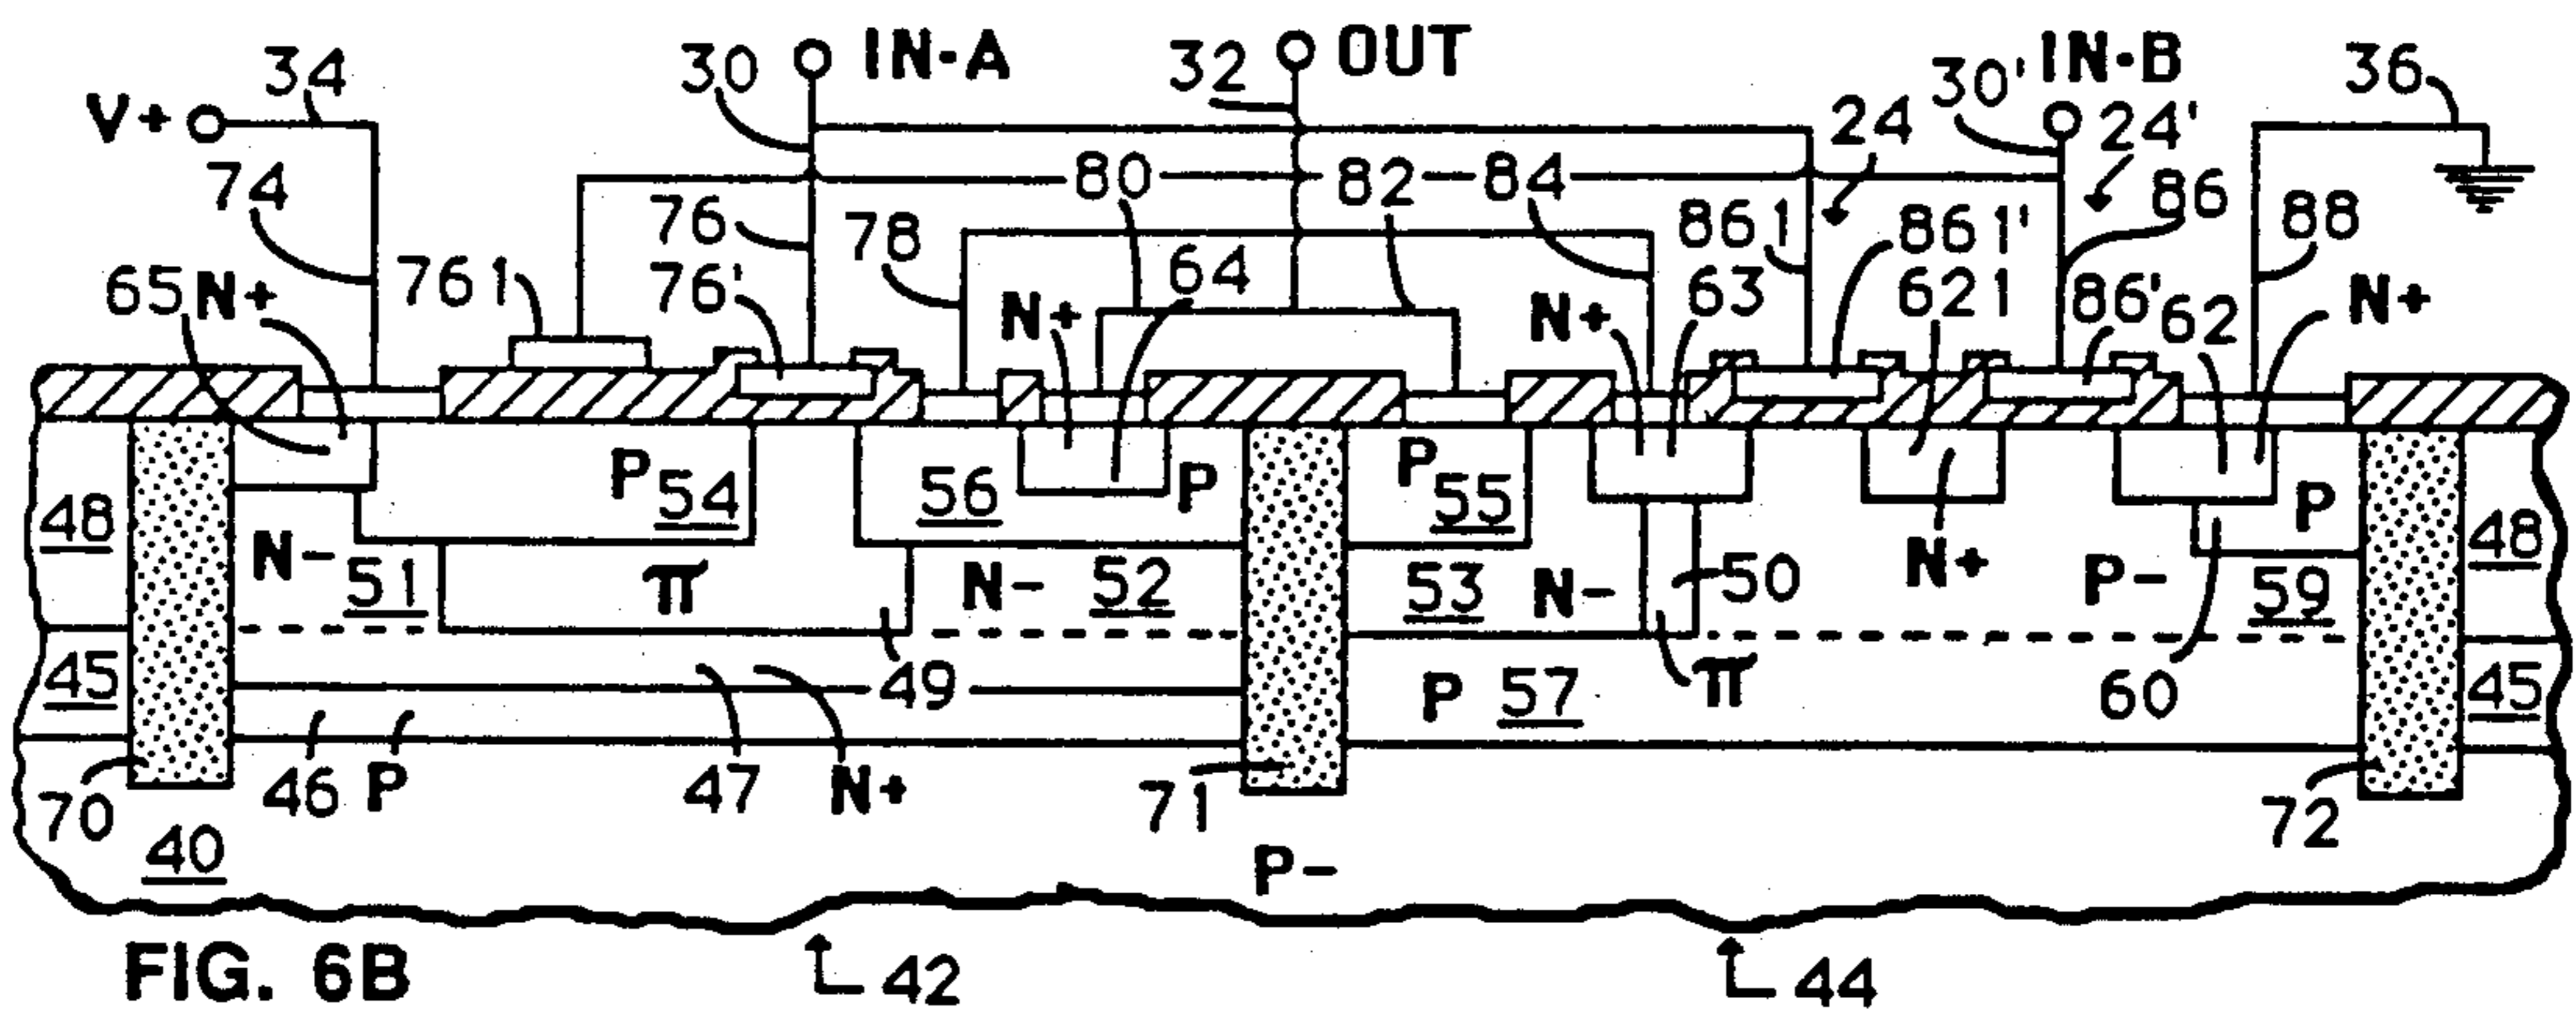 34 30 IN-A 32 OUT 30' IN-B 36
V+ 24 24'
74 76 78 80 82 84 861 86 88
65 N+ 761 76' N+ 64 N+ 63 861' 621 86' 62 N+
48 P 54 56 P P 55 N+ P 48
N- 51 π 49 N- 52 53 N- 50 π P- 60 59
45 P 57 45
70 46 P 47 N+ 71 72
40 P-
FIG. 6B 42 44